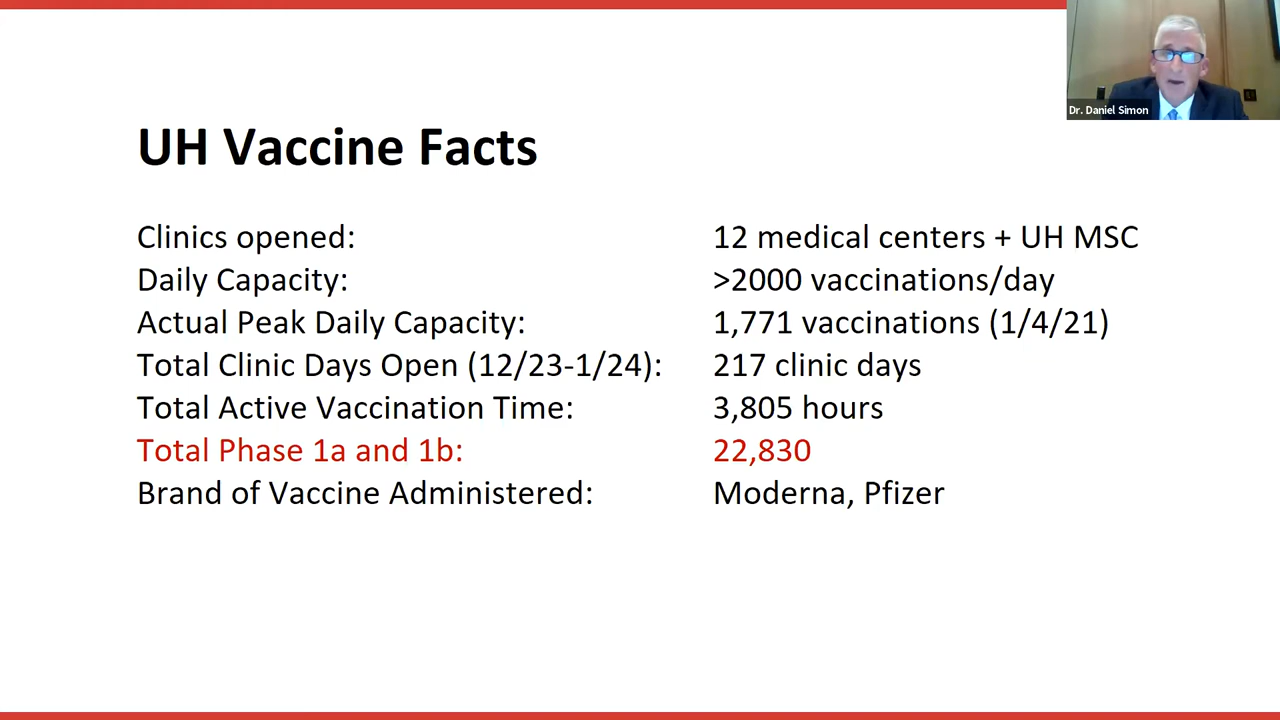 Dr. Daniel Simon
UH Vaccine Facts
Clinics opened: 12 medical centers + UH MSC
Daily Capacity: >2000 vaccinations/day
Actual Peak Daily Capacity: 1,771 vaccinations (1/4/21)
Total Clinic Days Open (12/23-1/24): 217 clinic days
Total Active Vaccination Time: 3,805 hours
Total Phase 1a and 1b: 22,830
Brand of Vaccine Administered: Moderna, Pfizer